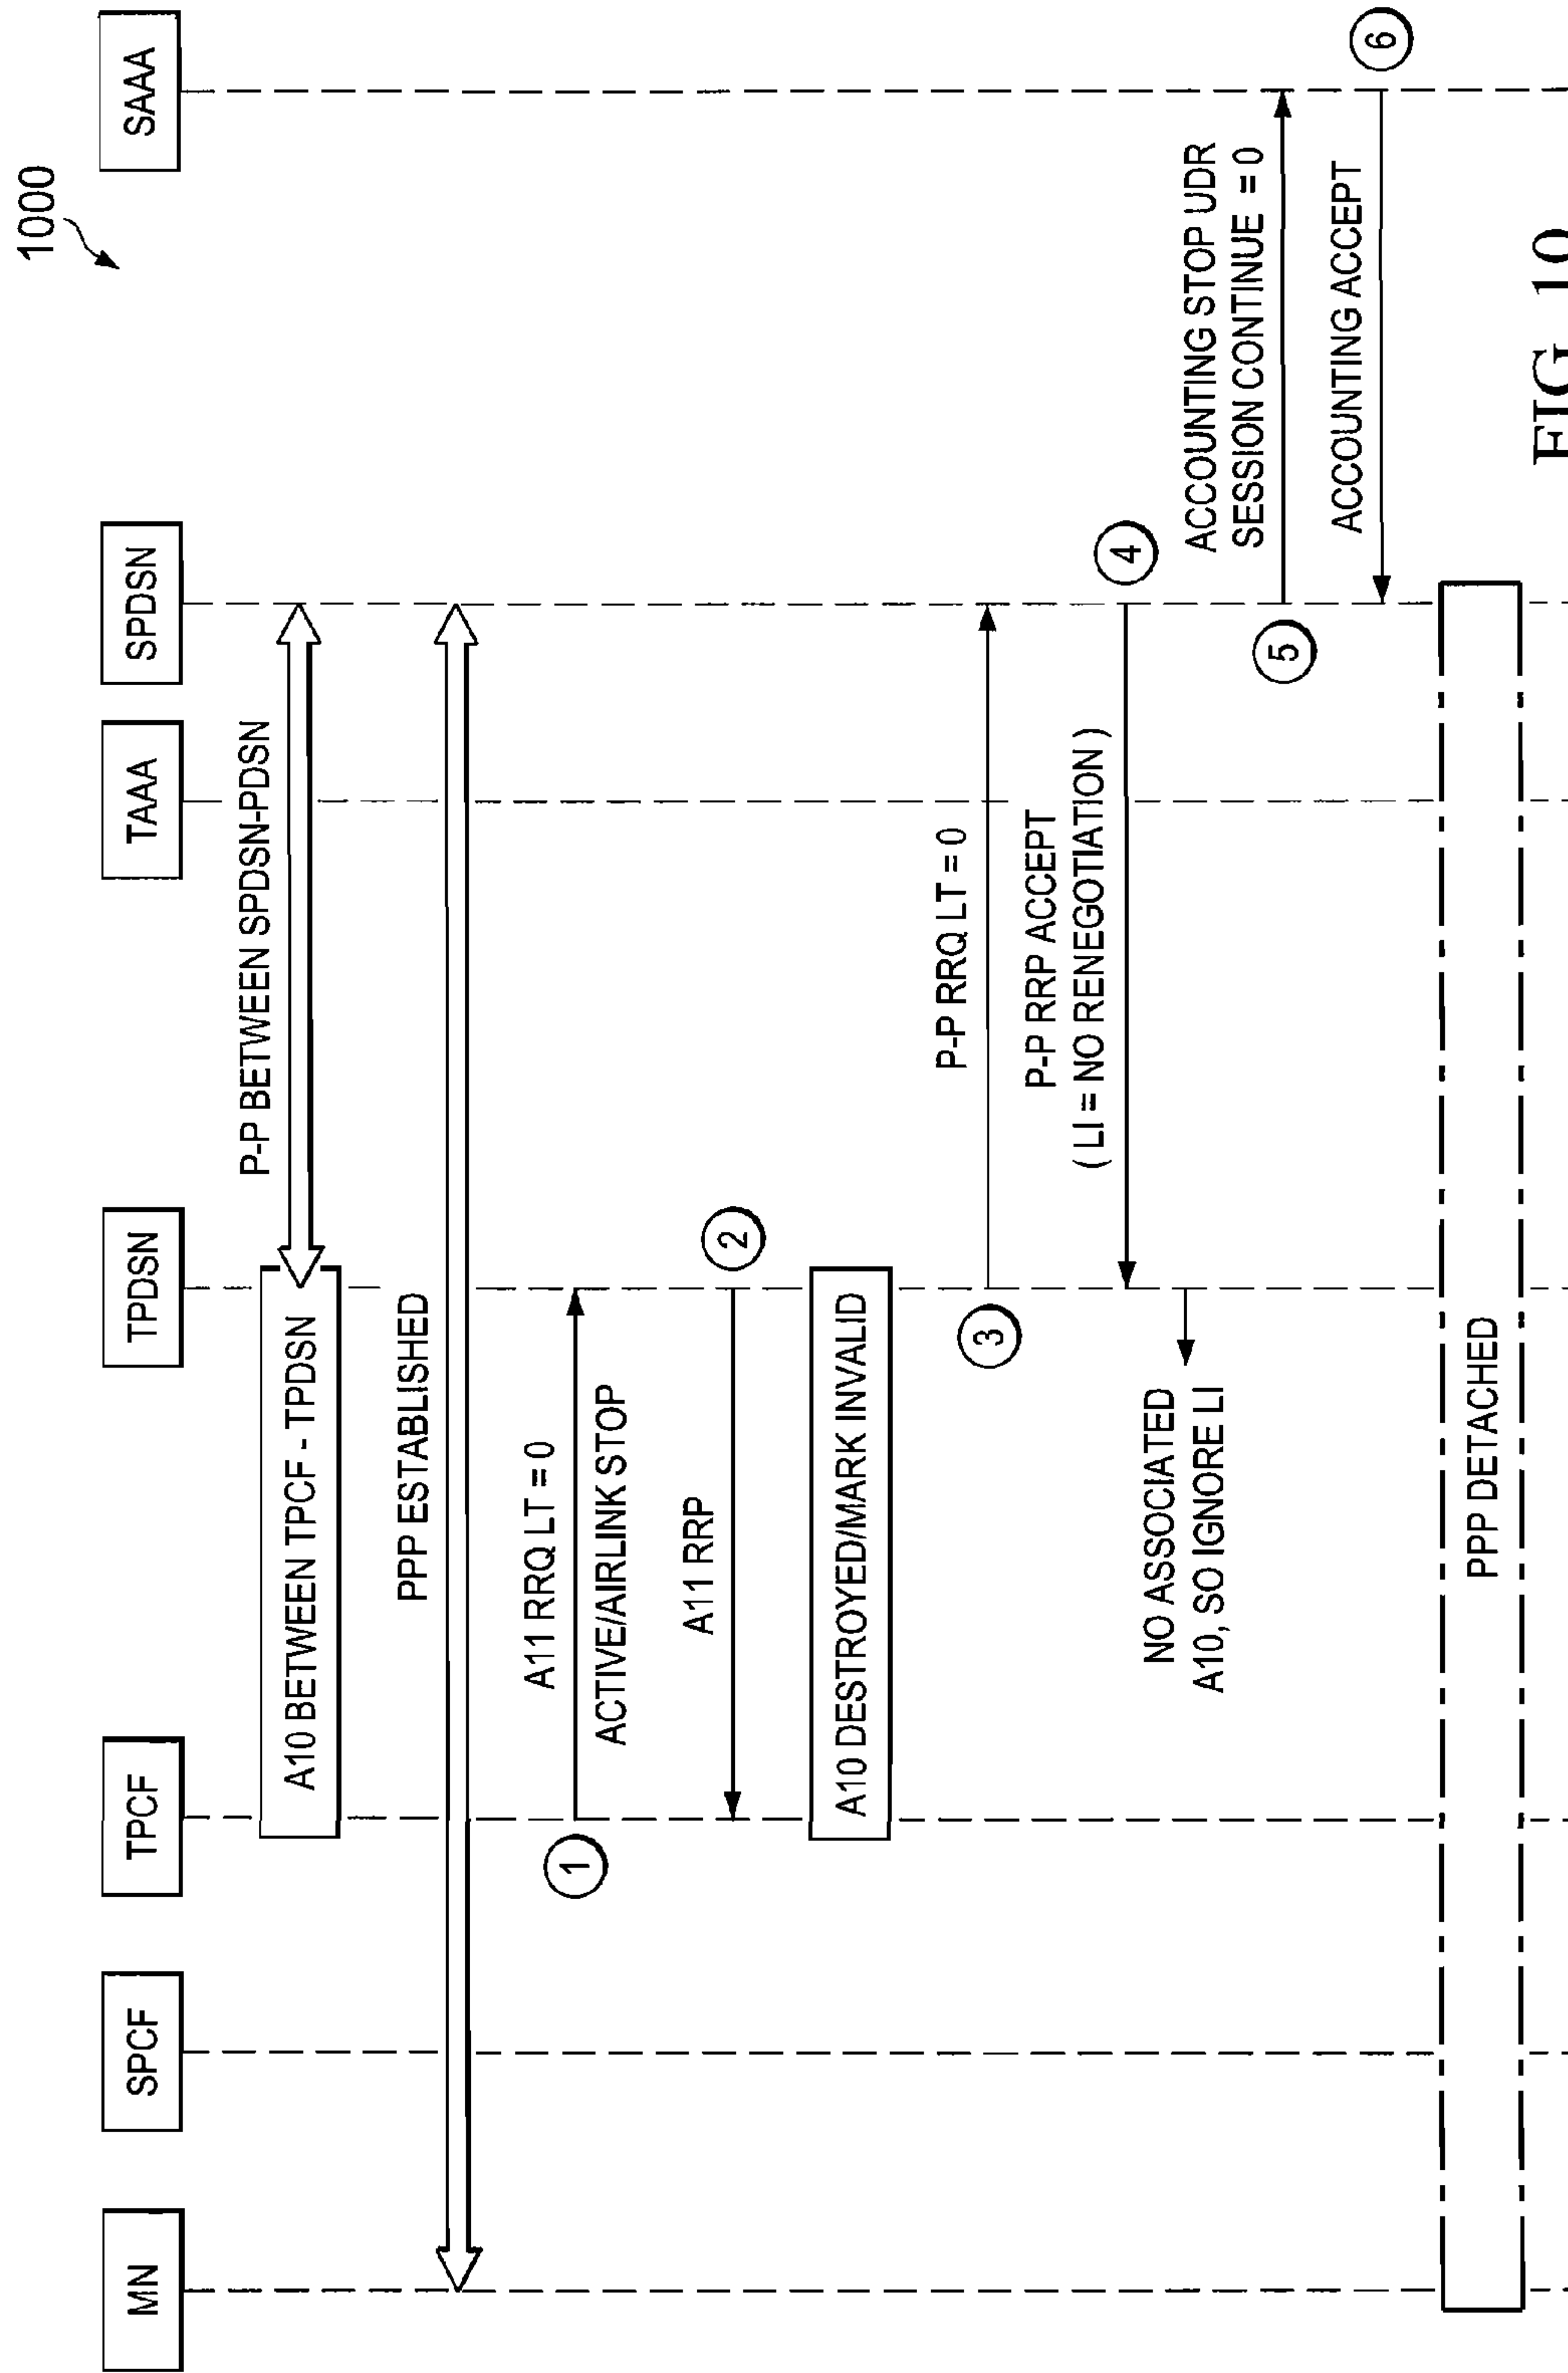 1000
MN
SPCF
TPCF
TPDSN
TAAA
SPDSN
SAAA
P-P BETWEEN SPDSN-PDSN
A10 BETWEEN TPCF - TPDSN
PPP ESTABLISHED
A11 RRQ LT = 0
1
ACTIVE/AIRLINK STOP
A11 RRP
2
A10 DESTROYED/MARK INVALID
P-P RRQ LT = 0
3
P-P RRP ACCEPT
( LI = NO RENEGOTIATION )
4
NO ASSOCIATED
A10, SO IGNORE LI
ACCOUNTING STOP UDR
SESSION CONTINUE = 0
5
ACCOUNTING ACCEPT
6
PPP DETACHED
FIG. 10